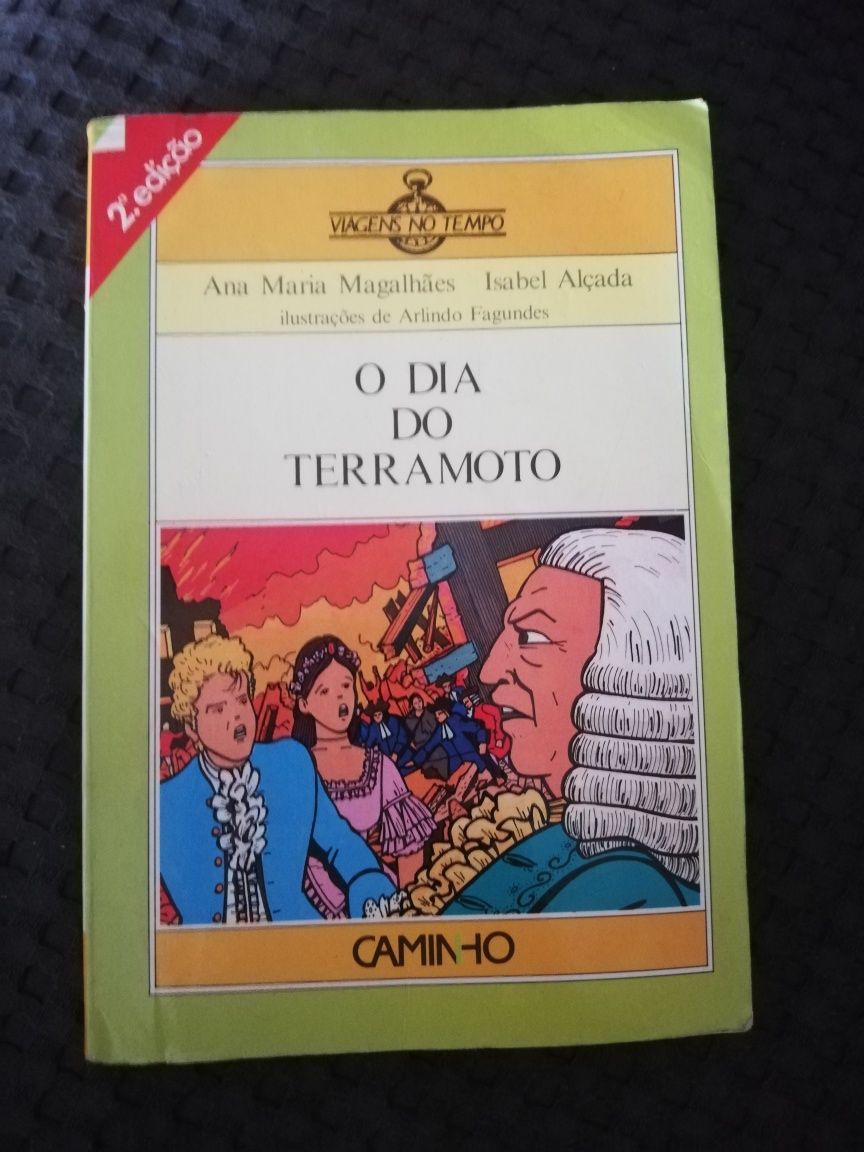 2.ª edição
VIAGENS NO TEMPO
Ana Maria Magalhães Isabel Alçada
ilustrações de Arlindo Fagundes
O DIA
DO
TERRAMOTO
CAMINHO